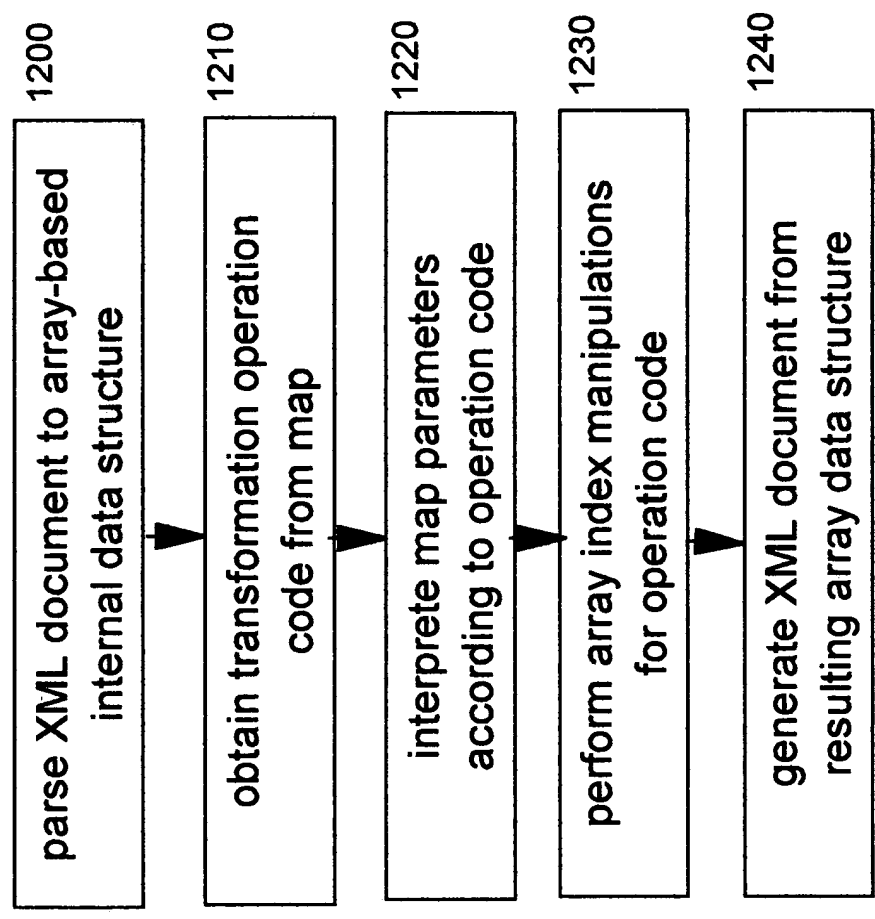 1200
parse XML document to array-based
internal data structure
1210
obtain transformation operation
code from map
1220
interprete map parameters
according to operation code
1230
perform array index manipulations
for operation code
1240
generate XML document from
resulting array data structure